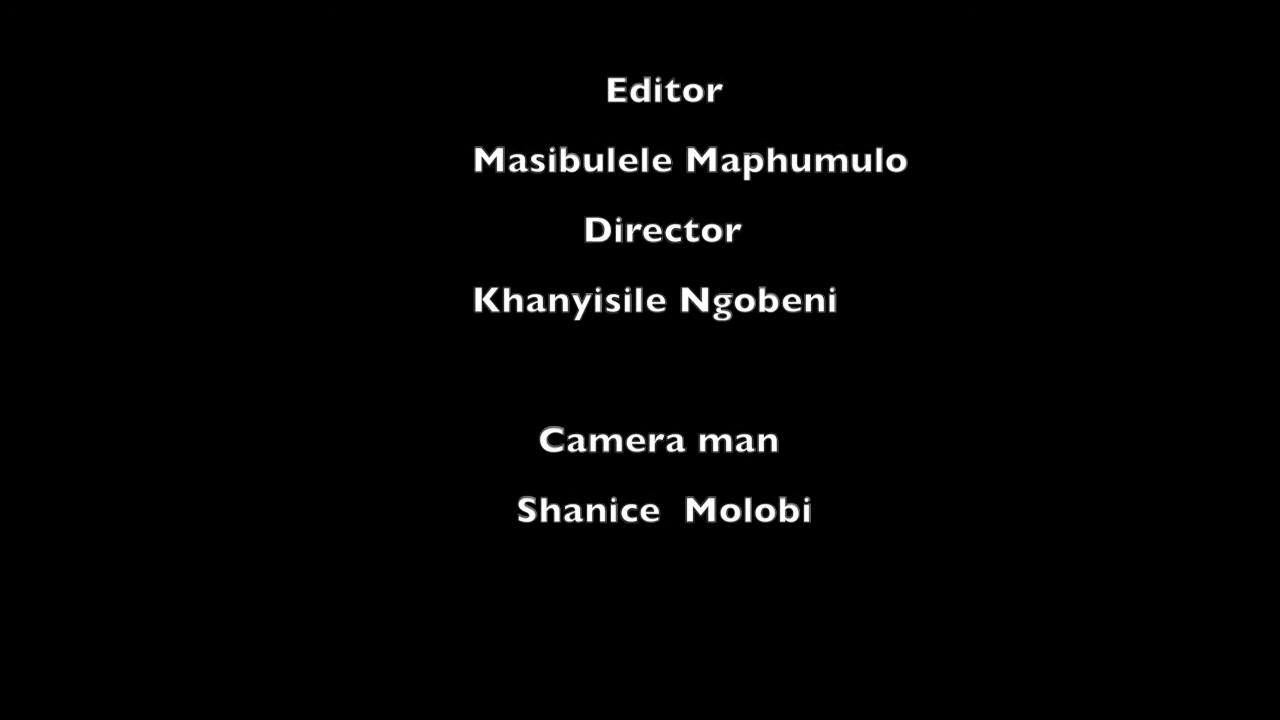 Editor
Masibulele Maphumulo
Director
Khanyisile Ngobeni
Camera man
Shanice  Molobi